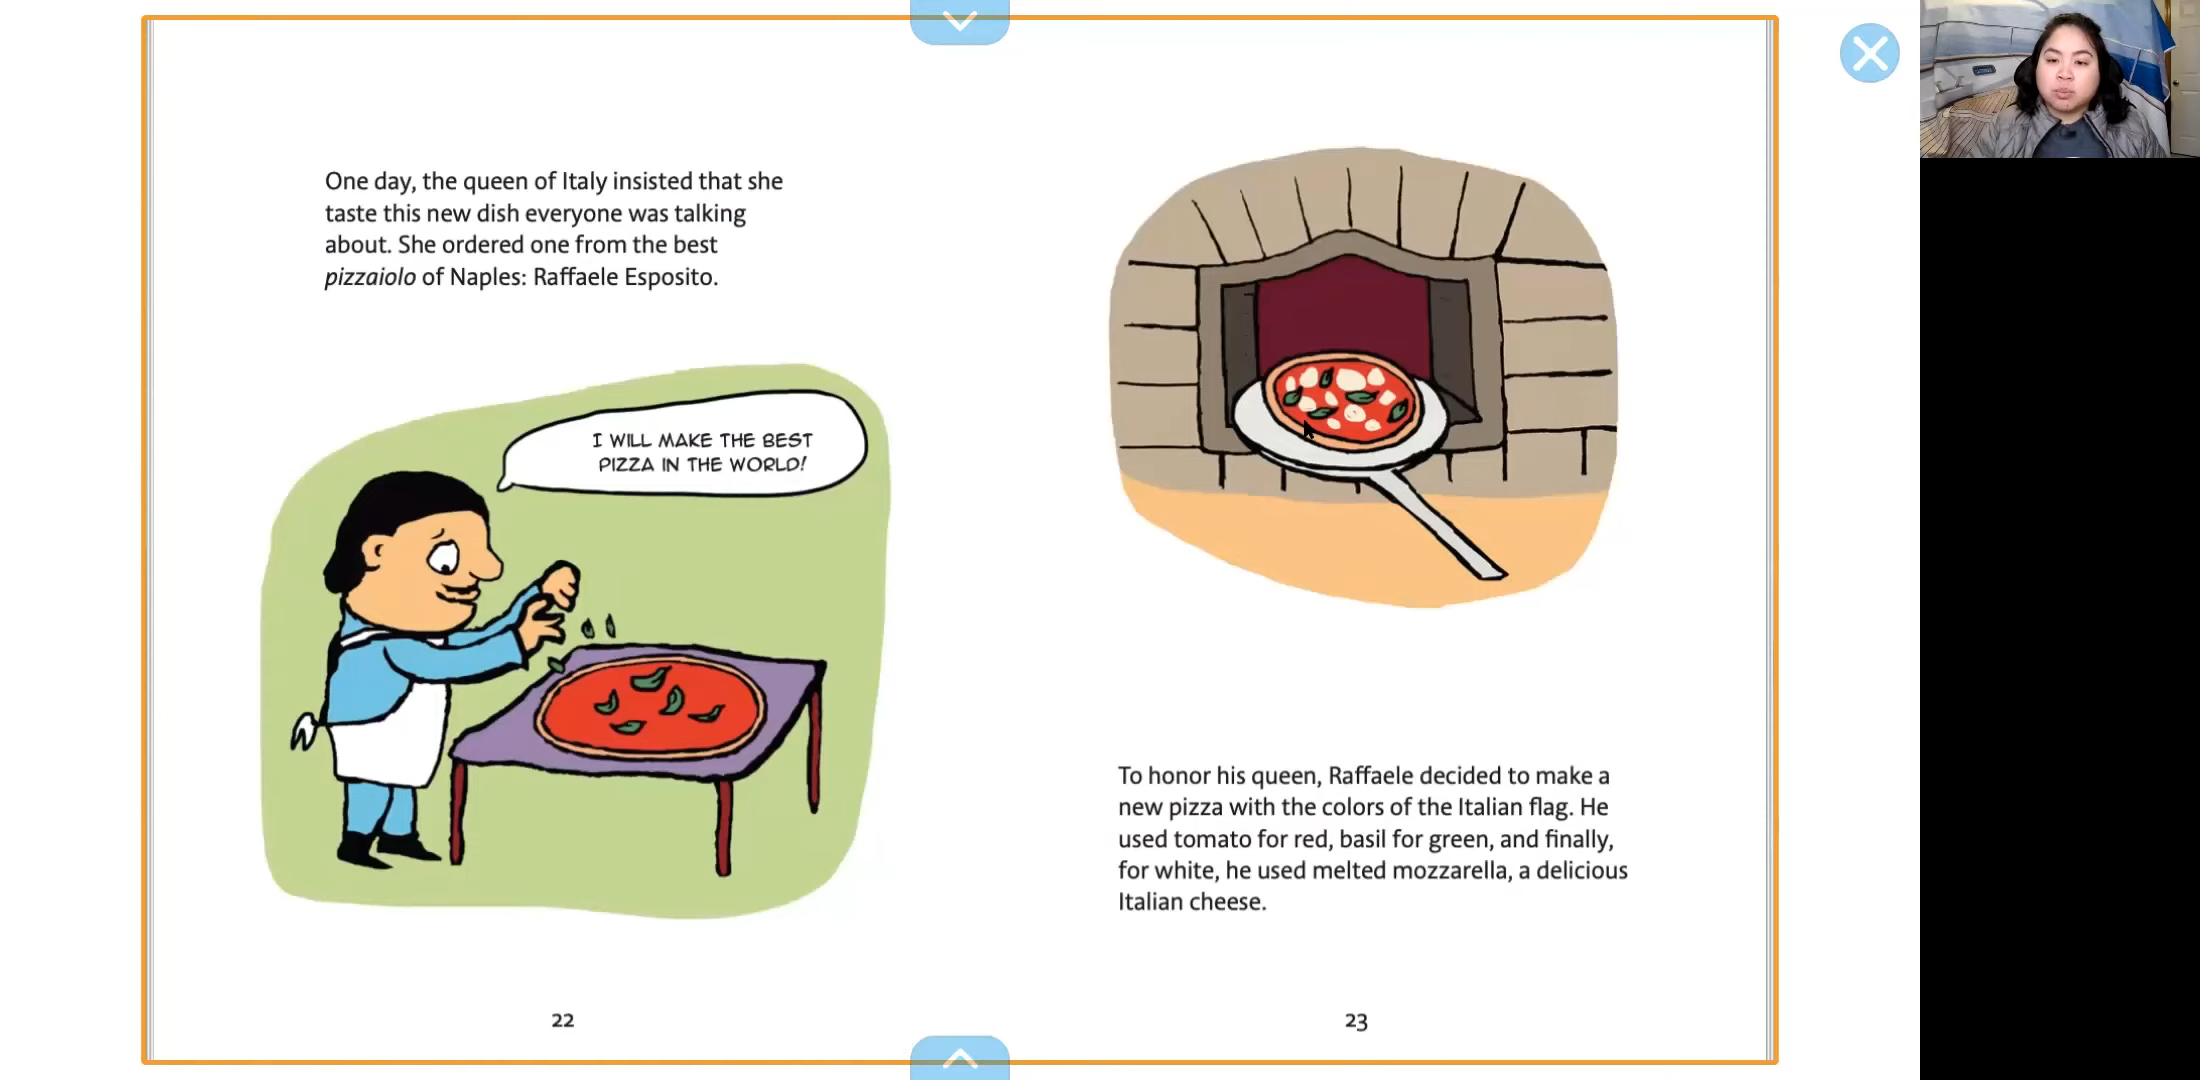 One day, the queen of Italy insisted that she
taste this new dish everyone was talking
about. She ordered one from the best
pizzaiolo of Naples: Raffaele Esposito.
I WILL MAKE THE BEST
PIZZA IN THE WORLD!
22
To honor his queen, Raffaele decided to make a
new pizza with the colors of the Italian flag. He
used tomato for red, basil for green, and finally,
for white, he used melted mozzarella, a delicious
Italian cheese.
23